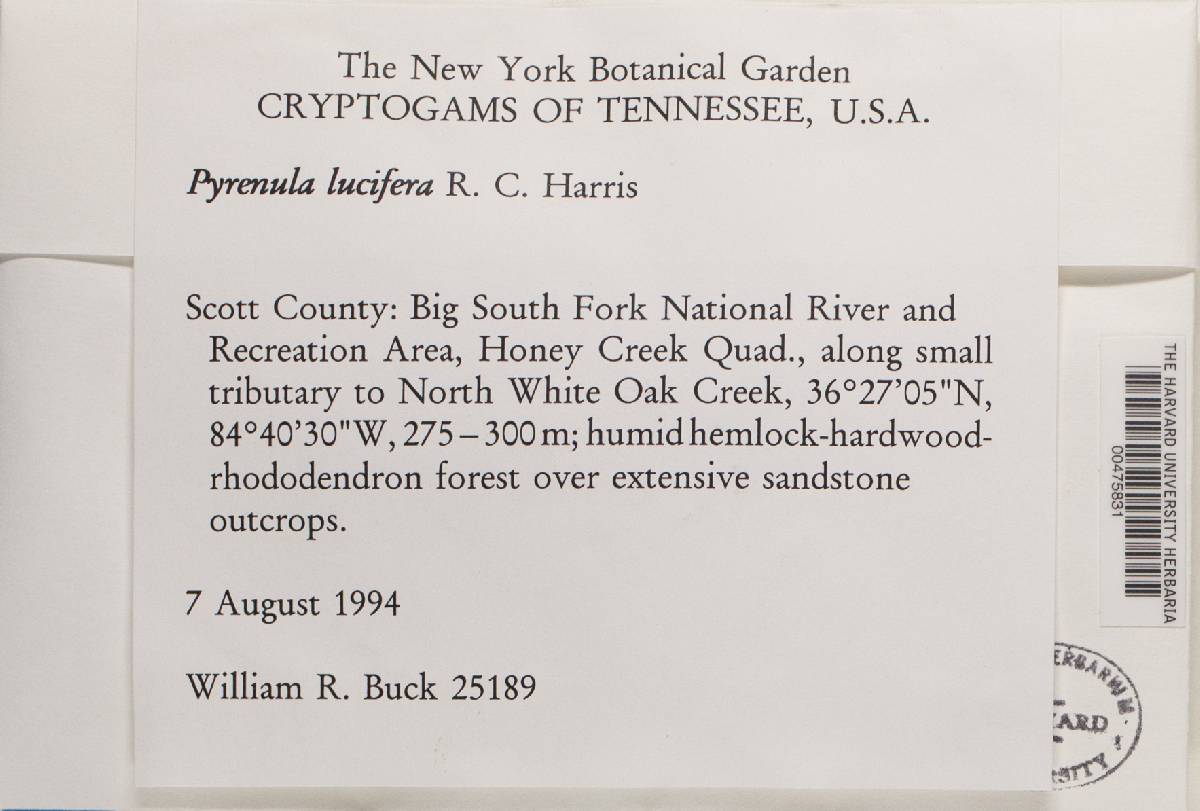 The New York Botanical Garden
CRYPTOGAMS OF TENNESSEE, U.S.A.
Pyrenula lucifera R. C. Harris
Scott County: Big South Fork National River and
Recreation Area, Honey Creek Quad., along small
tributary to North White Oak Creek, 36°27'05"N,
84°40'30"W, 275–300 m; humid hemlock-hardwood-
rhododendron forest over extensive sandstone
outcrops.
7 August 1994
William R. Buck 25189
THE HARVARD UNIVERSITY HERBARIA
00475831
ERBARIUM
ARD
SITY